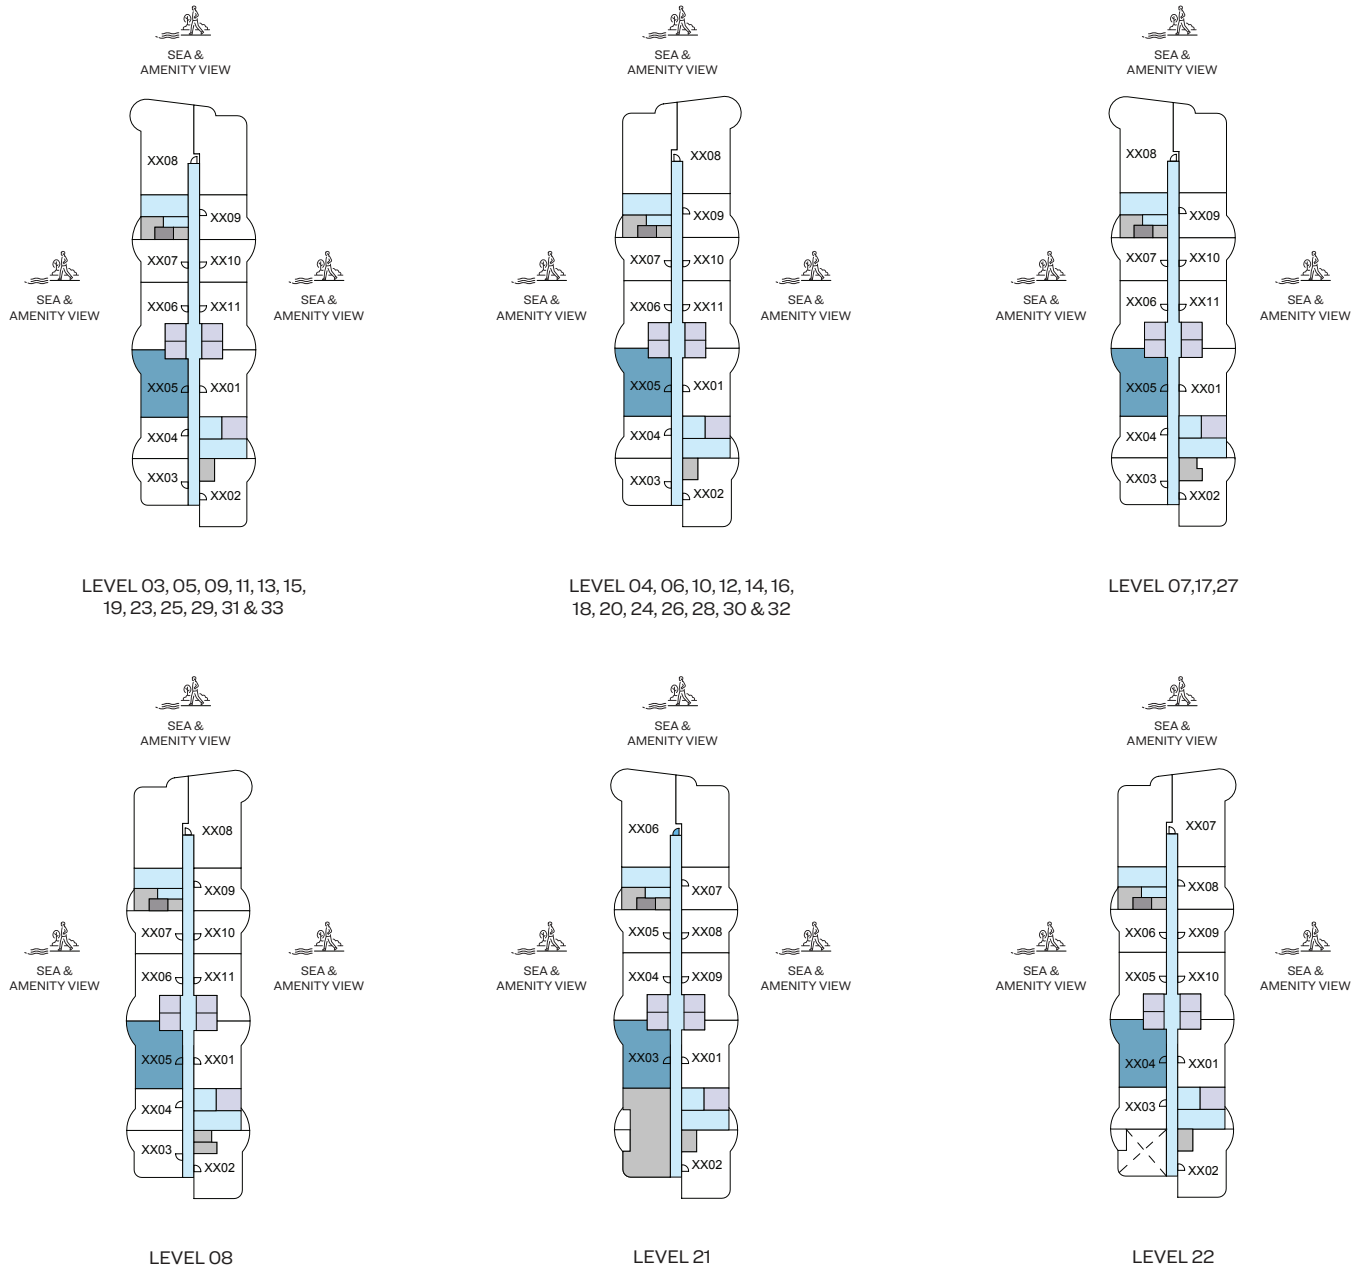 SEA &
AMENITY VIEW
XX08
XX09
XX07
XX10
XX06
XX11
XX05
XX01
XX04
XX03
XX02
SEA &
AMENITY VIEW
SEA &
AMENITY VIEW
LEVEL 03, 05, 09, 11, 13, 15,
19, 23, 25, 29, 31 & 33
SEA &
AMENITY VIEW
XX08
XX09
XX07
XX10
XX06
XX11
XX05
XX01
XX04
XX03
XX02
SEA &
AMENITY VIEW
SEA &
AMENITY VIEW
LEVEL 04, 06, 10, 12, 14, 16,
18, 20, 24, 26, 28, 30 & 32
SEA &
AMENITY VIEW
XX08
XX09
XX07
XX10
XX06
XX11
XX05
XX01
XX04
XX03
XX02
SEA &
AMENITY VIEW
SEA &
AMENITY VIEW
LEVEL 07,17,27
SEA &
AMENITY VIEW
XX08
XX09
XX07
XX10
XX06
XX11
XX05
XX01
XX04
XX03
XX02
SEA &
AMENITY VIEW
SEA &
AMENITY VIEW
LEVEL 08
SEA &
AMENITY VIEW
XX06
XX07
XX05
XX08
XX04
XX09
XX03
XX01
XX02
SEA &
AMENITY VIEW
SEA &
AMENITY VIEW
LEVEL 21
SEA &
AMENITY VIEW
XX07
XX08
XX06
XX09
XX05
XX10
XX04
XX01
XX03
XX02
SEA &
AMENITY VIEW
SEA &
AMENITY VIEW
LEVEL 22